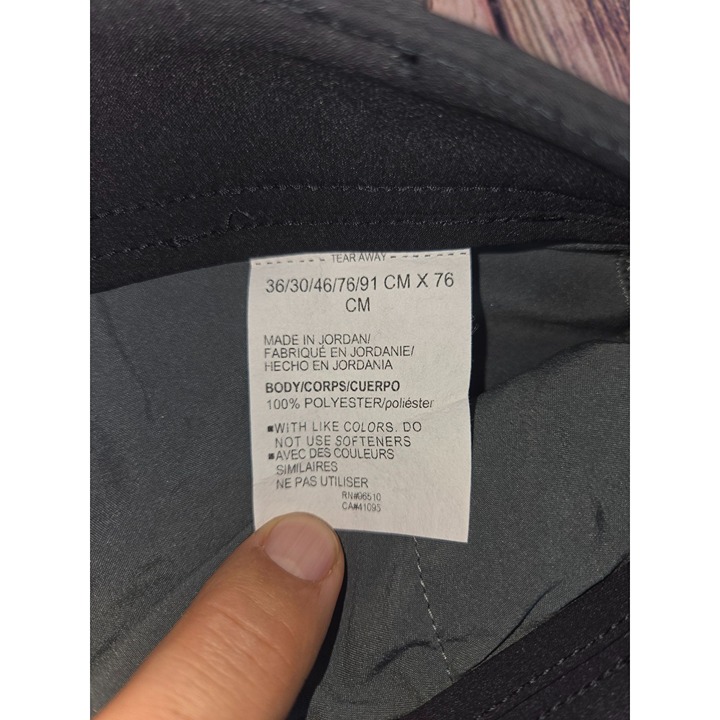 TEAR AWAY
36/30/46/76/91 CM X 76
CM
MADE IN JORDAN/
FABRIQUÉ EN JORDANIE/
HECHO EN JORDANIA
BODY/CORPS/CUERPO
100% POLYESTER/poliéster
■WITH LIKE COLORS. DO
NOT USE SOFTENERS
■AVEC DES COULEURS
SIMILAIRES
NE PAS UTILISER
RN#96510
CA#41095